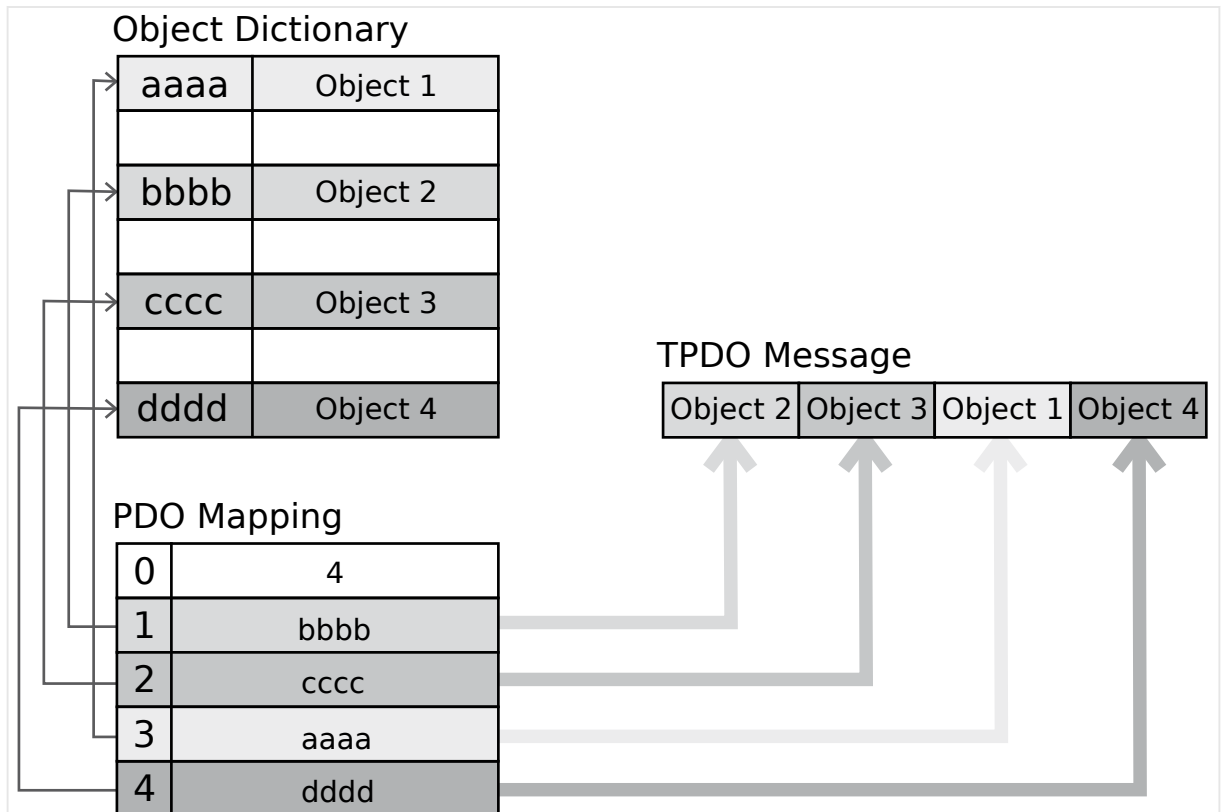 Object Dictionary
aaaa Object 1
bbbb Object 2
cccc Object 3
dddd Object 4
TPDO Message
Object 2 Object 3 Object 1 Object 4
PDO Mapping
0 4
1 bbbb
2 cccc
3 aaaa
4 dddd